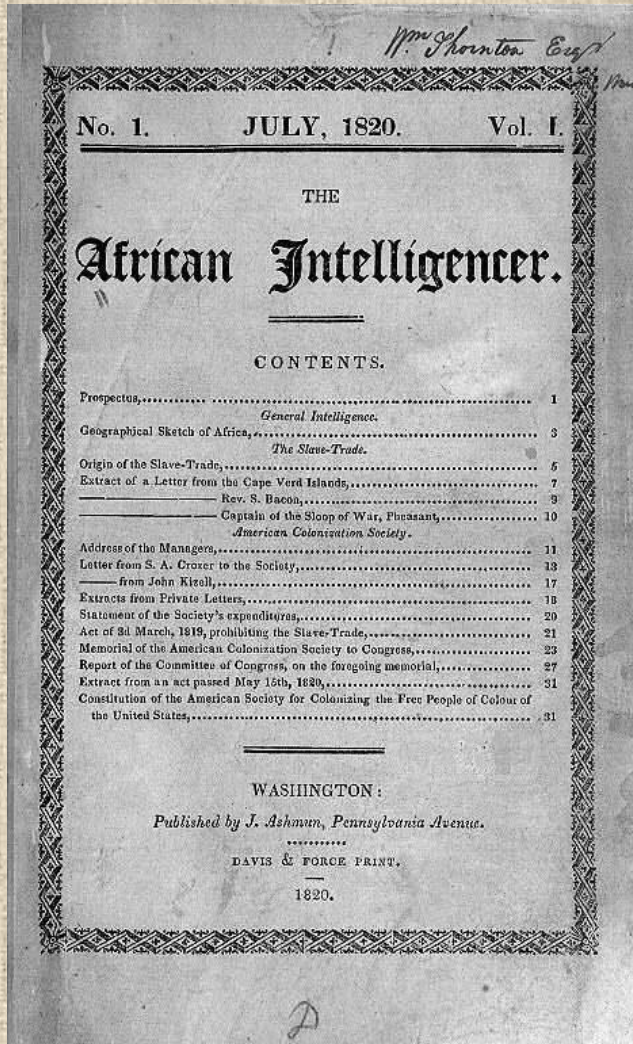 Wm. Thornton Esqr
No. 1. JULY, 1820. Vol. I.
THE
African Intelligencer.
CONTENTS.
Prospectus,.......................... 1
General Intelligence.
Geographical Sketch of Africa,.......................... 3
The Slave-Trade.
Origin of the Slave-Trade,.......................... 5
Extract of a Letter from the Cape Verd Islands,.......................... 7
———— Rev. S. Bacon,.......................... 9
———— Captain of the Sloop of War, Pheasant,.......................... 10
American Colonization Society.
Address of the Managers,.......................... 11
Letter from S. A. Crozer to the Society,.......................... 13
—— from John Kizell,.......................... 17
Extracts from Private Letters,.......................... 18
Statement of the Society's expenditures,.......................... 20
Act of 3d March, 1819, prohibiting the Slave-Trade,.......................... 21
Memorial of the American Colonization Society to Congress,.......................... 23
Report of the Committee of Congress, on the foregoing memorial,.......................... 27
Extract from an act passed May 15th, 1820,.......................... 31
Constitution of the American Society for Colonizing the Free People of Colour of
the United States,.......................... 31
WASHINGTON:
Published by J. Ashmun, Pennsylvania Avenue.
DAVIS & FORCE PRINT.
1820.